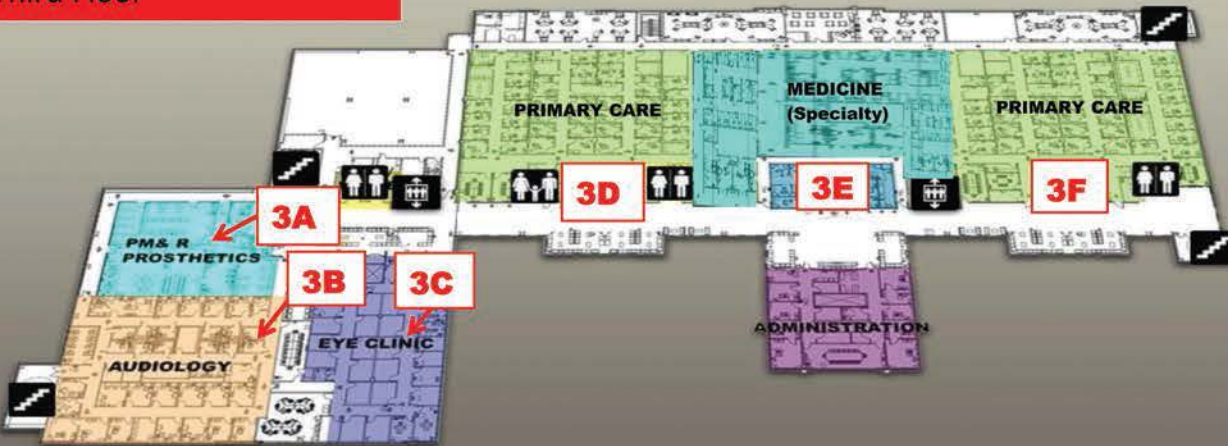 Third Floor
PRIMARY CARE
MEDICINE
(Specialty)
PRIMARY CARE
3D
3E
3F
3A
PM& R
PROSTHETICS
3B
3C
EYE CLINIC
AUDIOLOGY
ADMINISTRATION